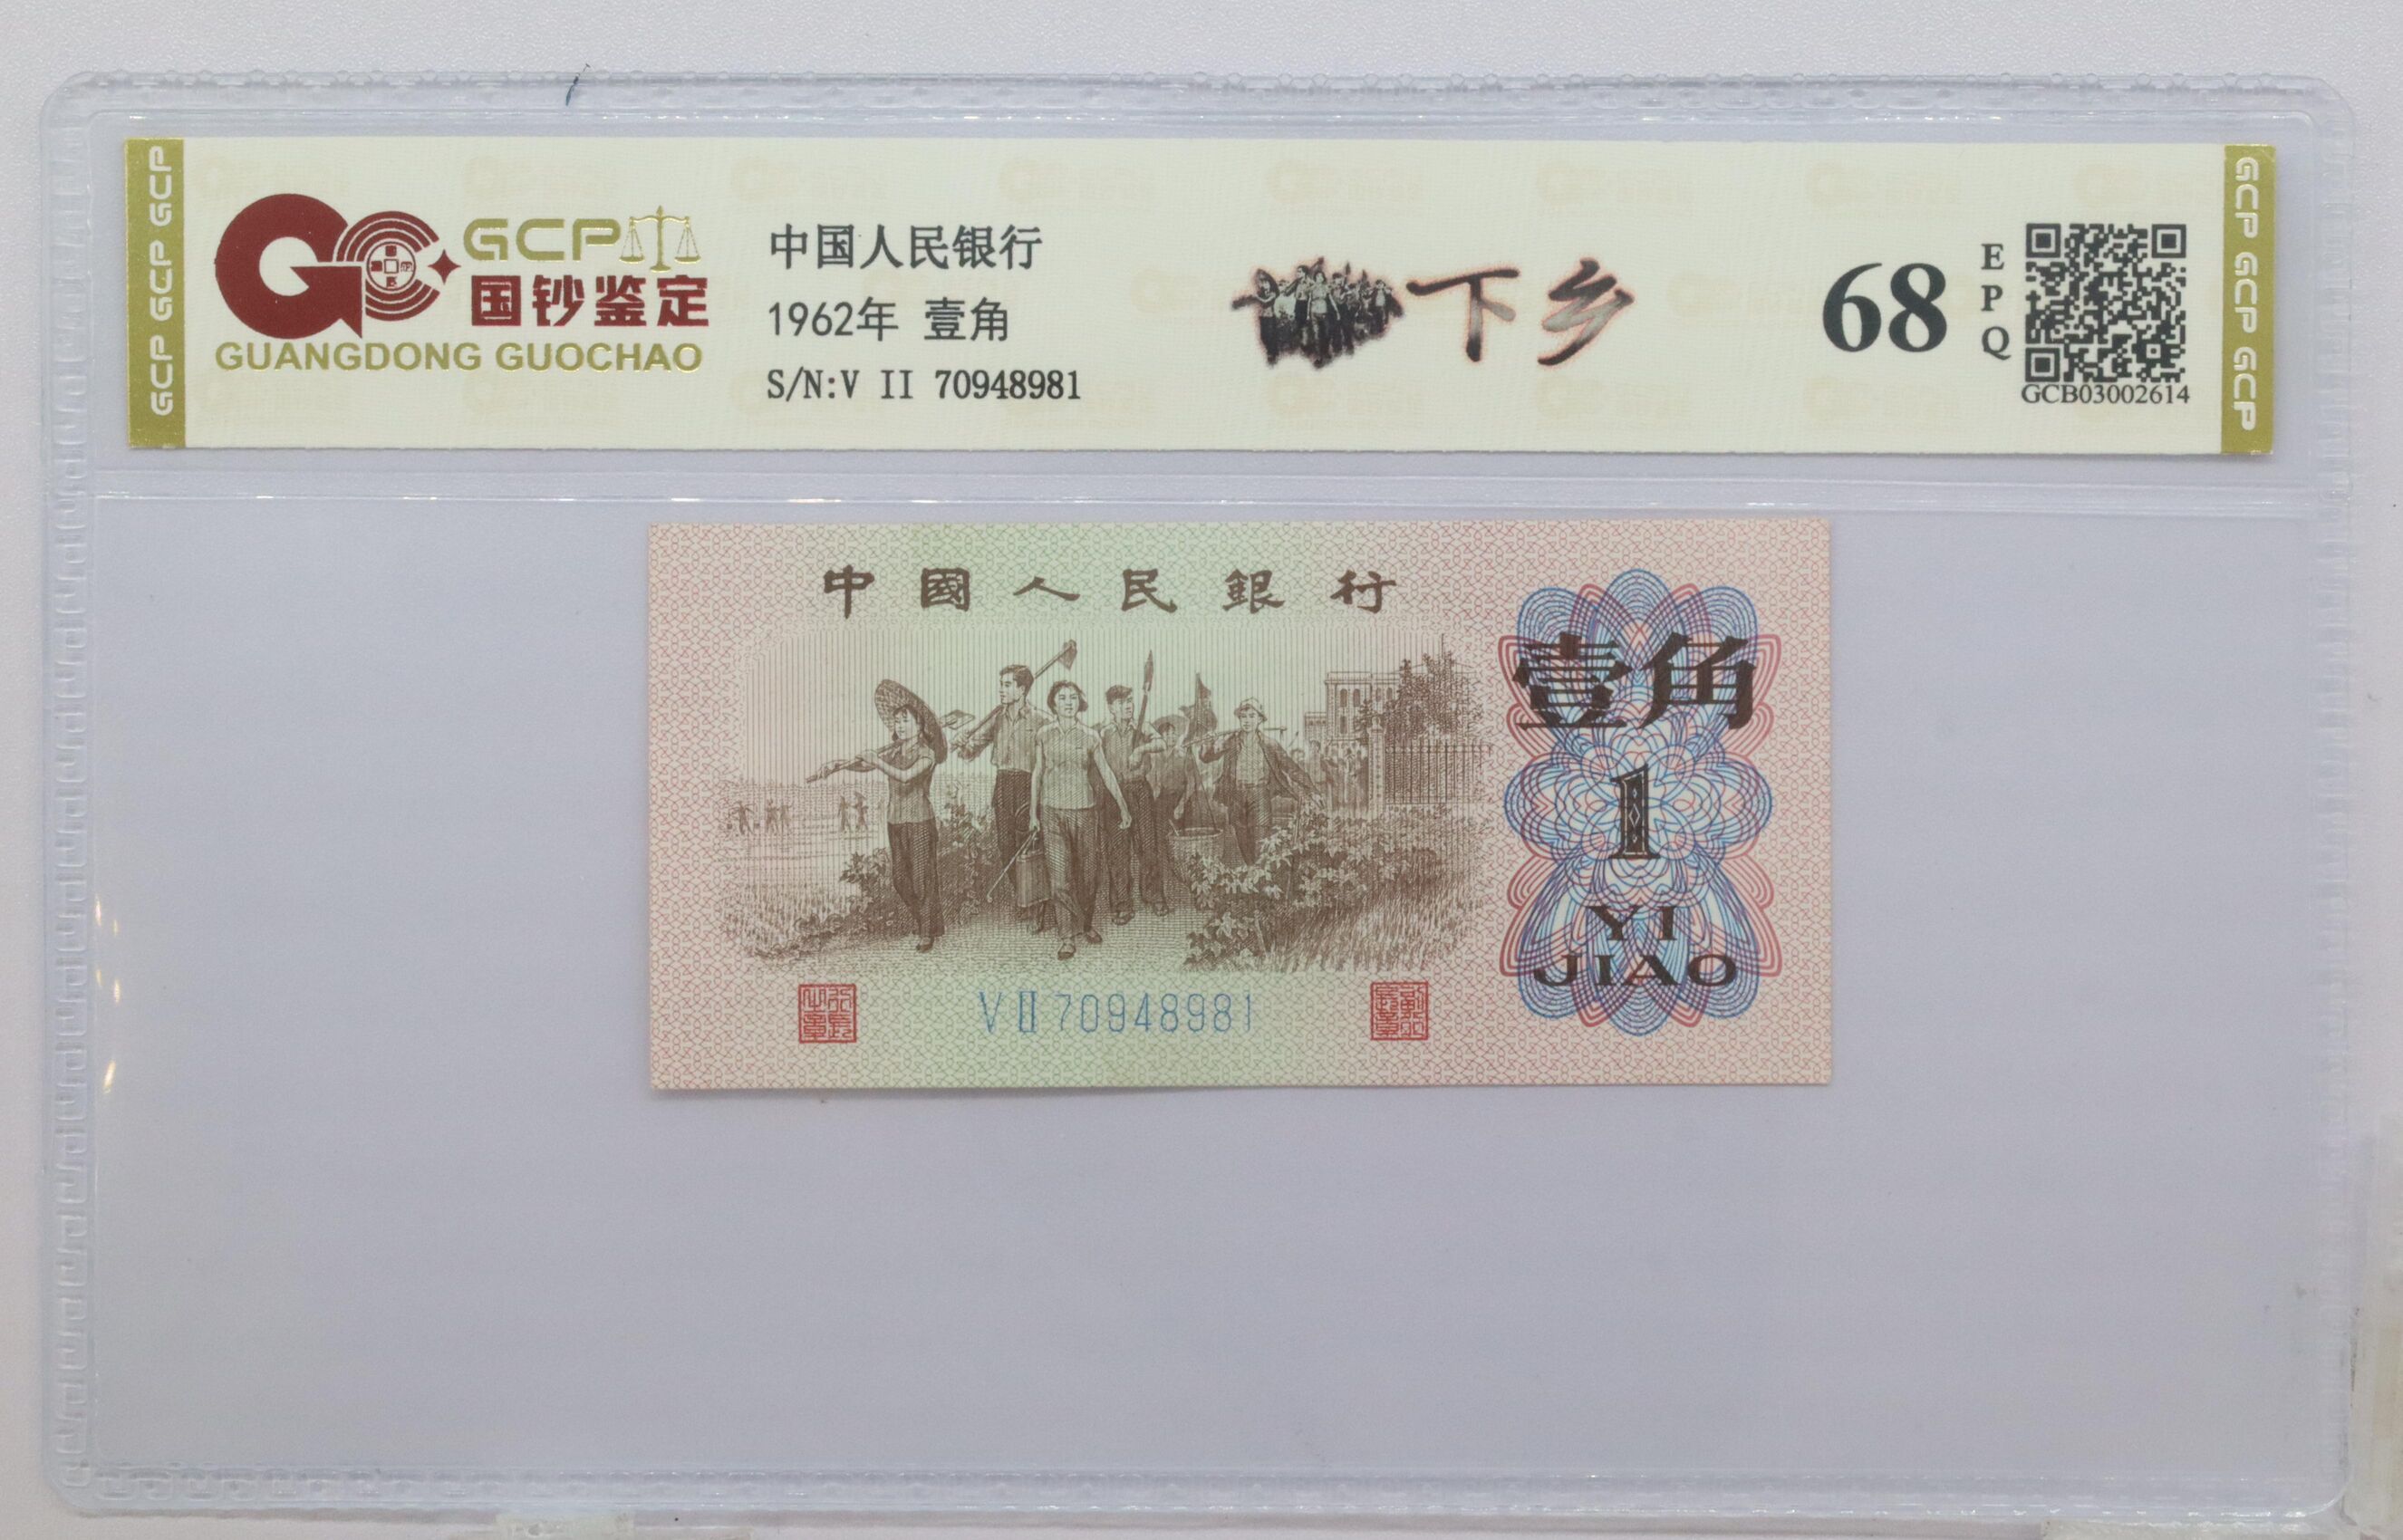 GCP GCP GCP
GCP
国钞鉴定
GUANGDONG GUOCHAO
中国人民银行
1962年 壹角
S/N:V II 70948981
下乡
68
EPQ
GCB03002614
GCP GCP GCP
中國人民銀行
壹角
1
YI
JIAO
V II 70948981